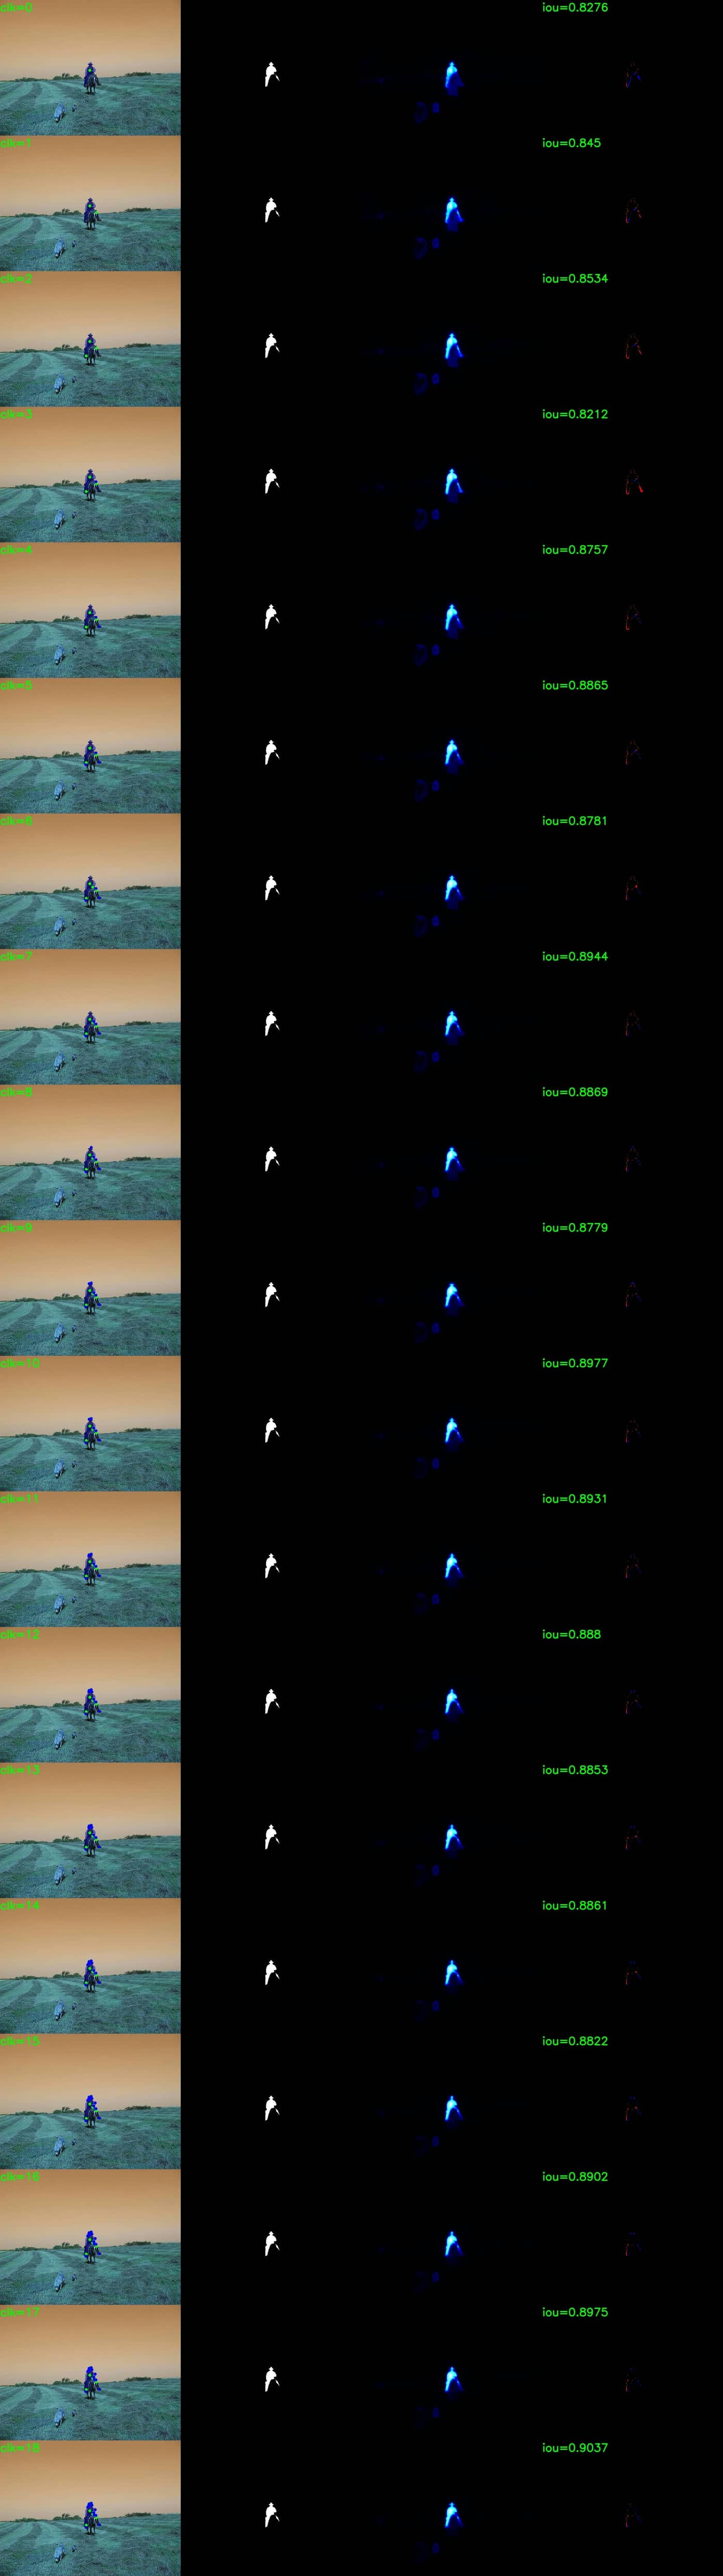 clk=0 iou=0.8276
clk=1 iou=0.845
clk=2 iou=0.8534
clk=3 iou=0.8212
clk=4 iou=0.8757
clk=5 iou=0.8865
clk=6 iou=0.8781
clk=7 iou=0.8944
clk=8 iou=0.8869
clk=9 iou=0.8779
clk=10 iou=0.8977
clk=11 iou=0.8931
clk=12 iou=0.888
clk=13 iou=0.8853
clk=14 iou=0.8861
clk=15 iou=0.8822
clk=16 iou=0.8902
clk=17 iou=0.8975
clk=18 iou=0.9037